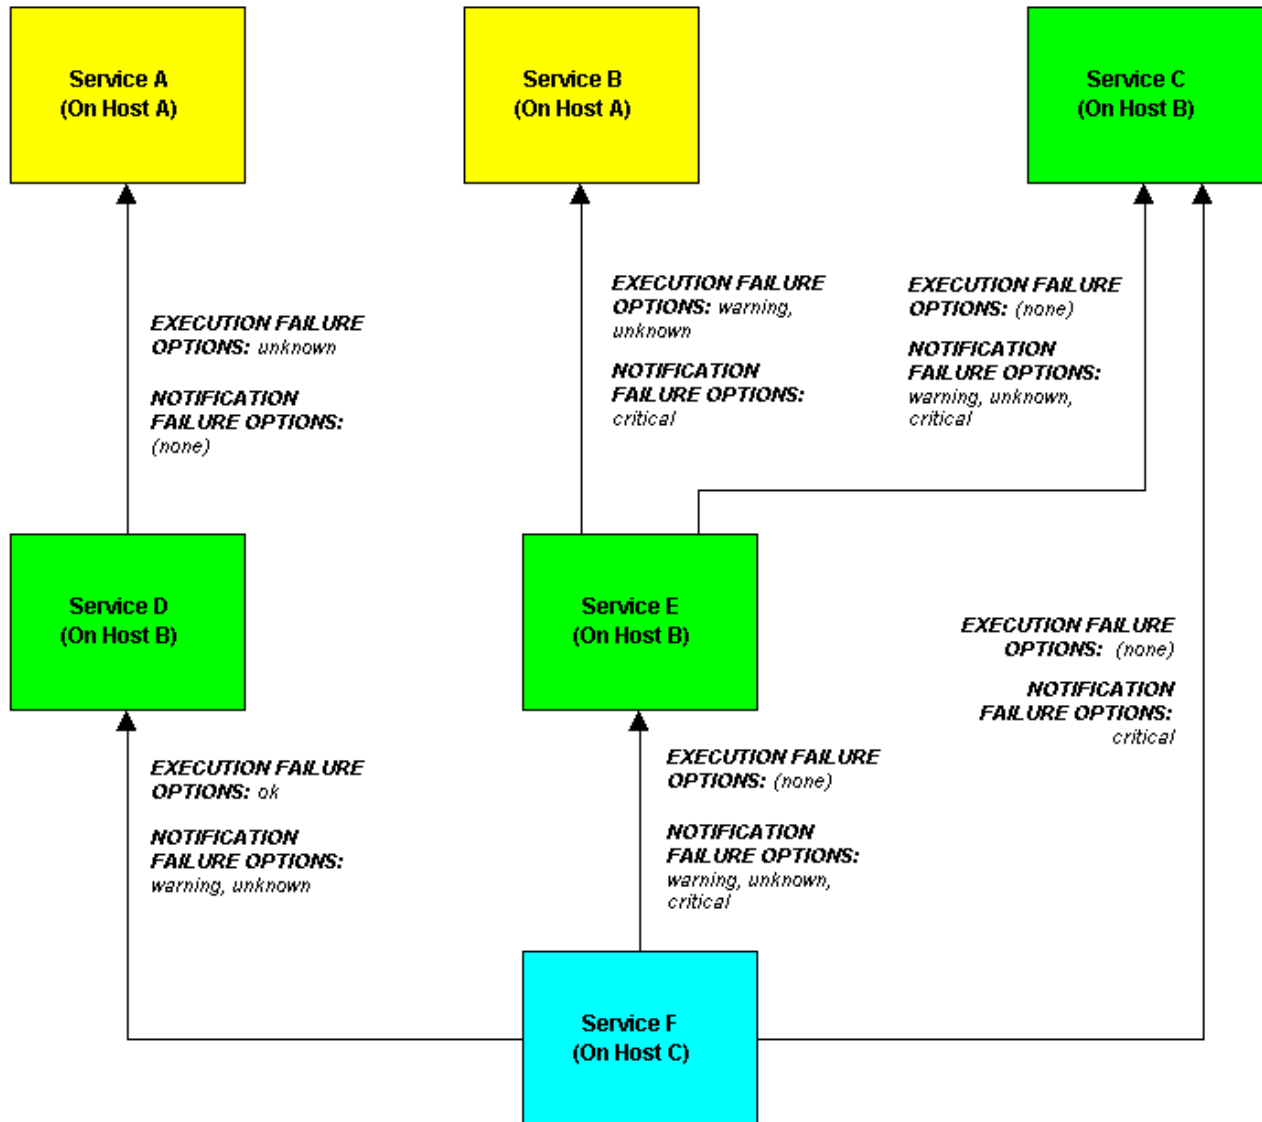 Service A
(On Host A)
Service B
(On Host A)
Service C
(On Host B)
EXECUTION FAILURE
OPTIONS: unknown
NOTIFICATION
FAILURE OPTIONS:
(none)
EXECUTION FAILURE
OPTIONS: warning,
unknown
NOTIFICATION
FAILURE OPTIONS:
critical
EXECUTION FAILURE
OPTIONS: (none)
NOTIFICATION
FAILURE OPTIONS:
warning, unknown,
critical
Service D
(On Host B)
Service E
(On Host B)
EXECUTION FAILURE
OPTIONS: (none)
NOTIFICATION
FAILURE OPTIONS:
critical
EXECUTION FAILURE
OPTIONS: ok
NOTIFICATION
FAILURE OPTIONS:
warning, unknown
EXECUTION FAILURE
OPTIONS: (none)
NOTIFICATION
FAILURE OPTIONS:
warning, unknown,
critical
Service F
(On Host C)